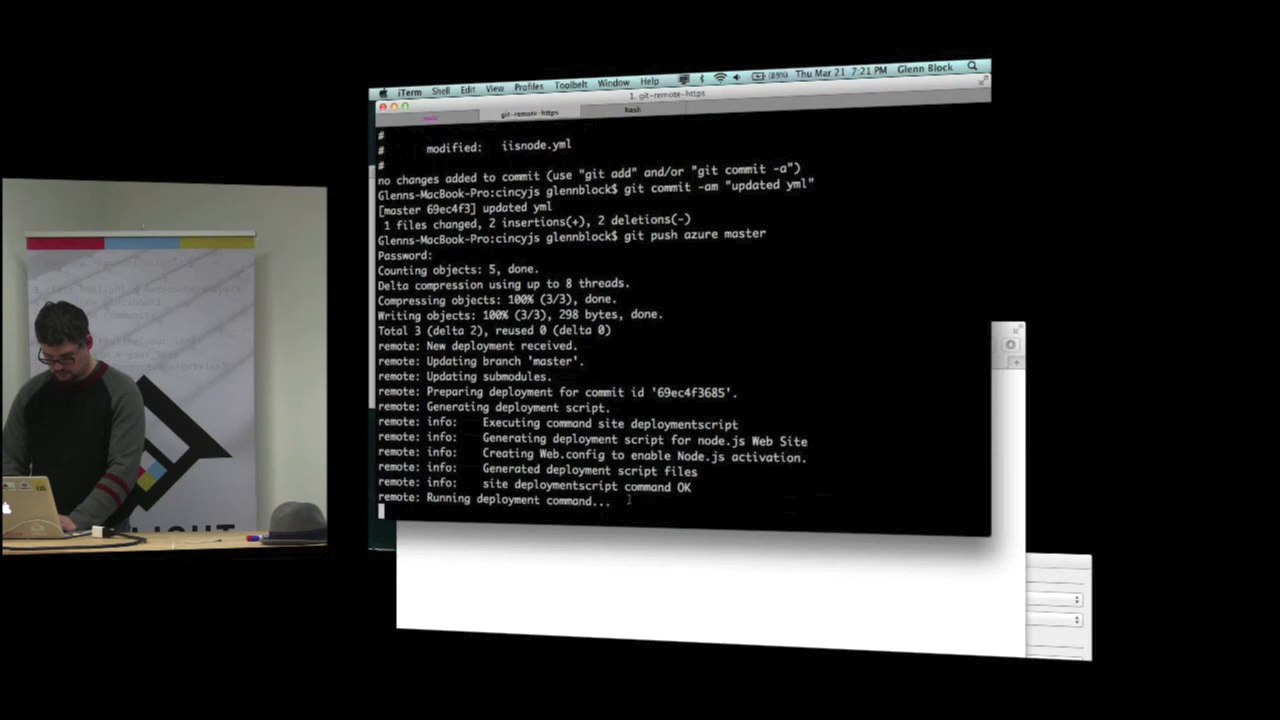 iTerm Shell Edit View Profiles Toolbelt Window Help (89%) Thu Mar 21 7:21 PM Glenn Block
1. git-remote-https
git-remote-https bash
#
# modified: iisnode.yml
#
no changes added to commit (use "git add" and/or "git commit -a")
Glenns-MacBook-Pro:cincyjs glennblock$ git commit -am "updated yml"
[master 69ec4f3] updated yml
1 files changed, 2 insertions(+), 2 deletions(-)
Glenns-MacBook-Pro:cincyjs glennblock$ git push azure master
Password:
Counting objects: 5, done.
Delta compression using up to 8 threads.
Compressing objects: 100% (3/3), done.
Writing objects: 100% (3/3), 298 bytes, done.
Total 3 (delta 2), reused 0 (delta 0)
remote: New deployment received.
remote: Updating branch 'master'.
remote: Updating submodules.
remote: Preparing deployment for commit id '69ec4f3685'.
remote: Generating deployment script.
remote: info: Executing command site deploymentscript
remote: info: Generating deployment script for node.js Web Site
remote: info: Creating Web.config to enable Node.js activation.
remote: info: Generated deployment script files
remote: info: site deploymentscript command OK
remote: Running deployment command...